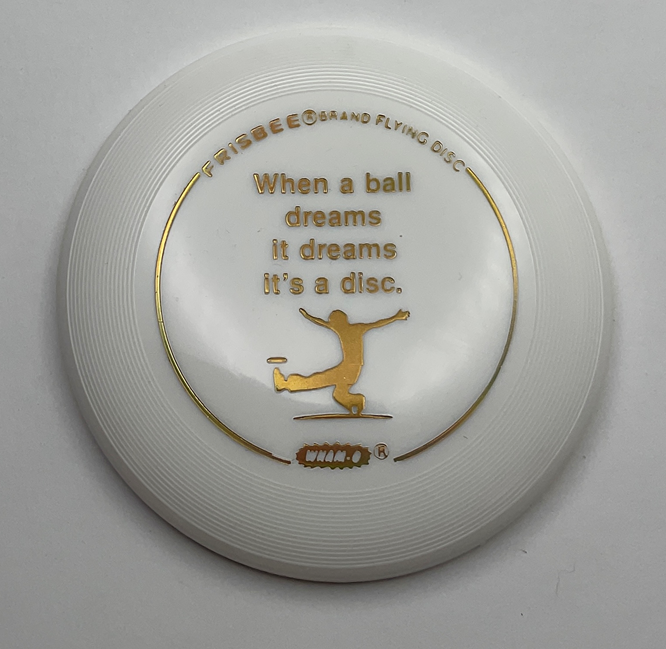 FRISBEE® BRAND FLYING DISC
When a ball
dreams
it dreams
it's a disc.
WHAM-O ®